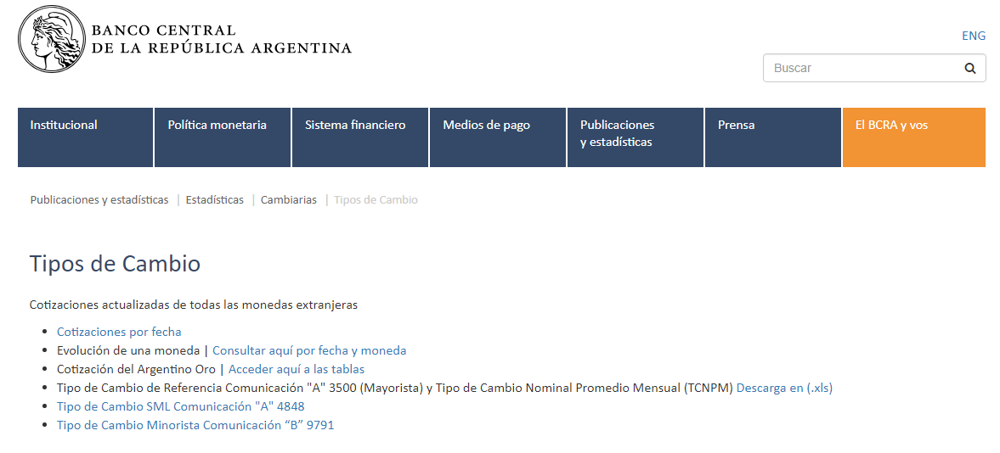 BANCO CENTRAL
DE LA REPÚBLICA ARGENTINA
ENG
Buscar
Institucional
Política monetaria
Sistema financiero
Medios de pago
Publicaciones
y estadísticas
Prensa
El BCRA y vos
Publicaciones y estadísticas | Estadísticas | Cambiarias | Tipos de Cambio
Tipos de Cambio
Cotizaciones actualizadas de todas las monedas extranjeras
• Cotizaciones por fecha
• Evolución de una moneda | Consultar aquí por fecha y moneda
• Cotización del Argentino Oro | Acceder aquí a las tablas
• Tipo de Cambio de Referencia Comunicación "A" 3500 (Mayorista) y Tipo de Cambio Nominal Promedio Mensual (TCNPM) Descarga en (.xls)
• Tipo de Cambio SML Comunicación "A" 4848
• Tipo de Cambio Minorista Comunicación “B” 9791